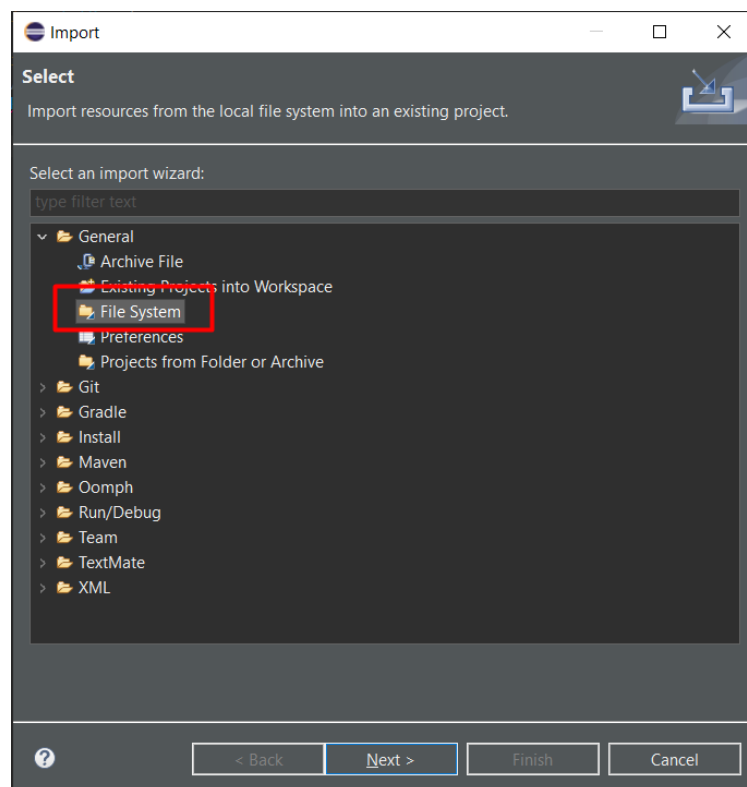 Import
Select
Import resources from the local file system into an existing project.
Select an import wizard:
type filter text
General
Archive File
Existing Projects into Workspace
File System
Preferences
Projects from Folder or Archive
Git
Gradle
Install
Maven
Oomph
Run/Debug
Team
TextMate
XML
?
< Back Next > Finish Cancel